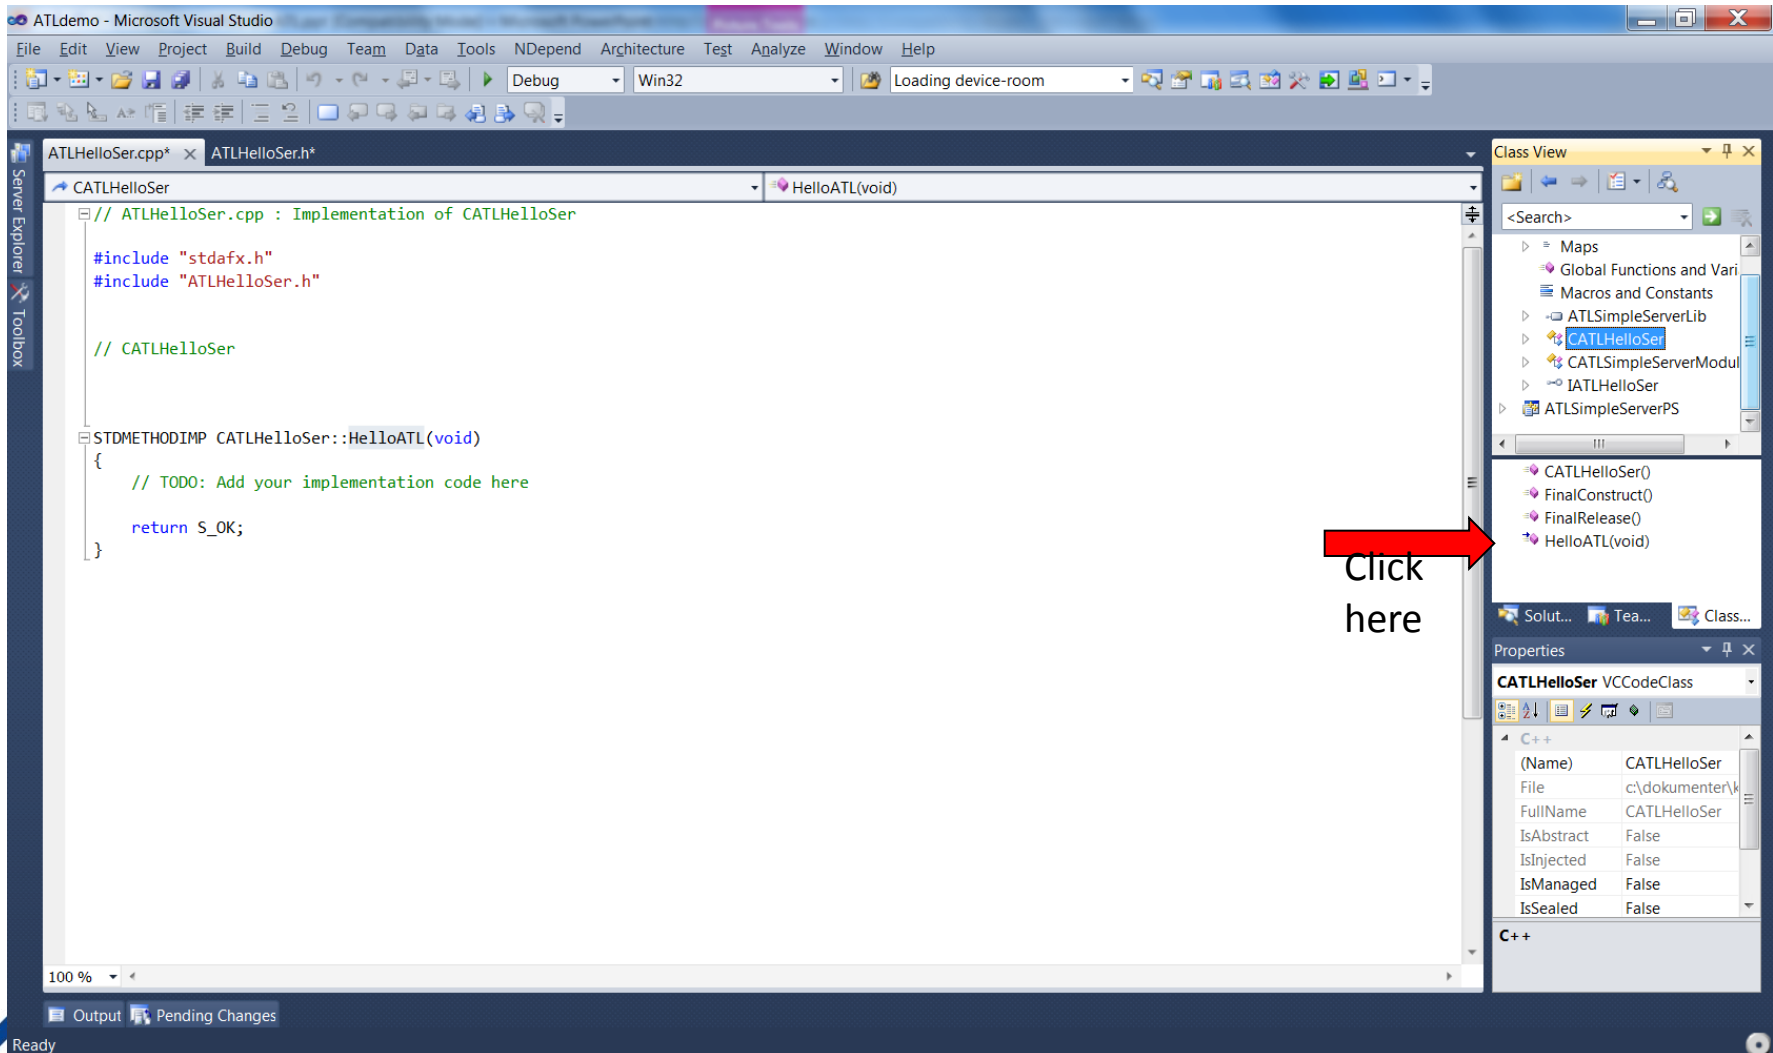 ATLdemo - Microsoft Visual Studio
File Edit View Project Build Debug Team Data Tools NDepend Architecture Test Analyze Window Help
Debug Win32 Loading device-room
Server Explorer
Toolbox
ATLHelloSer.cpp* ATLHelloSer.h*
CATLHelloSer HelloATL(void)
// ATLHelloSer.cpp : Implementation of CATLHelloSer
#include "stdafx.h"
#include "ATLHelloSer.h"
// CATLHelloSer
STDMETHODIMP CATLHelloSer::HelloATL(void)
{
// TODO: Add your implementation code here
return S_OK;
}
100 %
Click
here
Class View
<Search>
Maps
Global Functions and Vari
Macros and Constants
ATLSimpleServerLib
CATLHelloSer
CATLSimpleServerModul
IATLHelloSer
ATLSimpleServerPS
CATLHelloSer()
FinalConstruct()
FinalRelease()
HelloATL(void)
Solut... Tea... Class...
Properties
CATLHelloSer VCCodeClass
C++
(Name) CATLHelloSer
File c:\dokumenter\k
FullName CATLHelloSer
IsAbstract False
IsInjected False
IsManaged False
IsSealed False
C++
Output Pending Changes
Ready